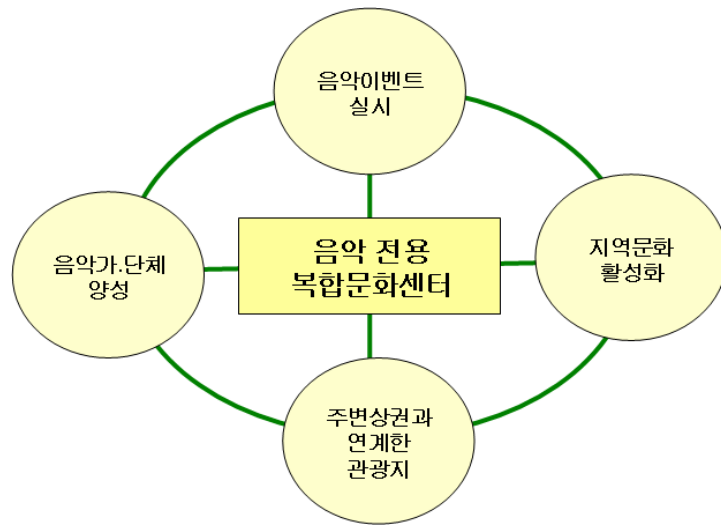 음악이벤트
실시
음악가.단체
양성
음악 전용
복합문화센터
지역문화
활성화
주변상권과
연계한
관광지